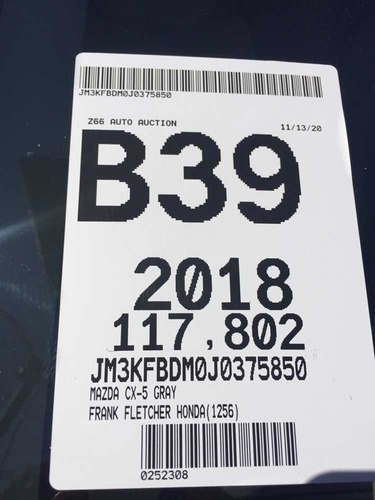 JM3KFBDM0J0375850
Z66 AUTO AUCTION
11/13/20
B39
2018
117,802
JM3KFBDM0J0375850
MAZDA CX-5 GRAY
FRANK FLETCHER HONDA(1256)
0252308